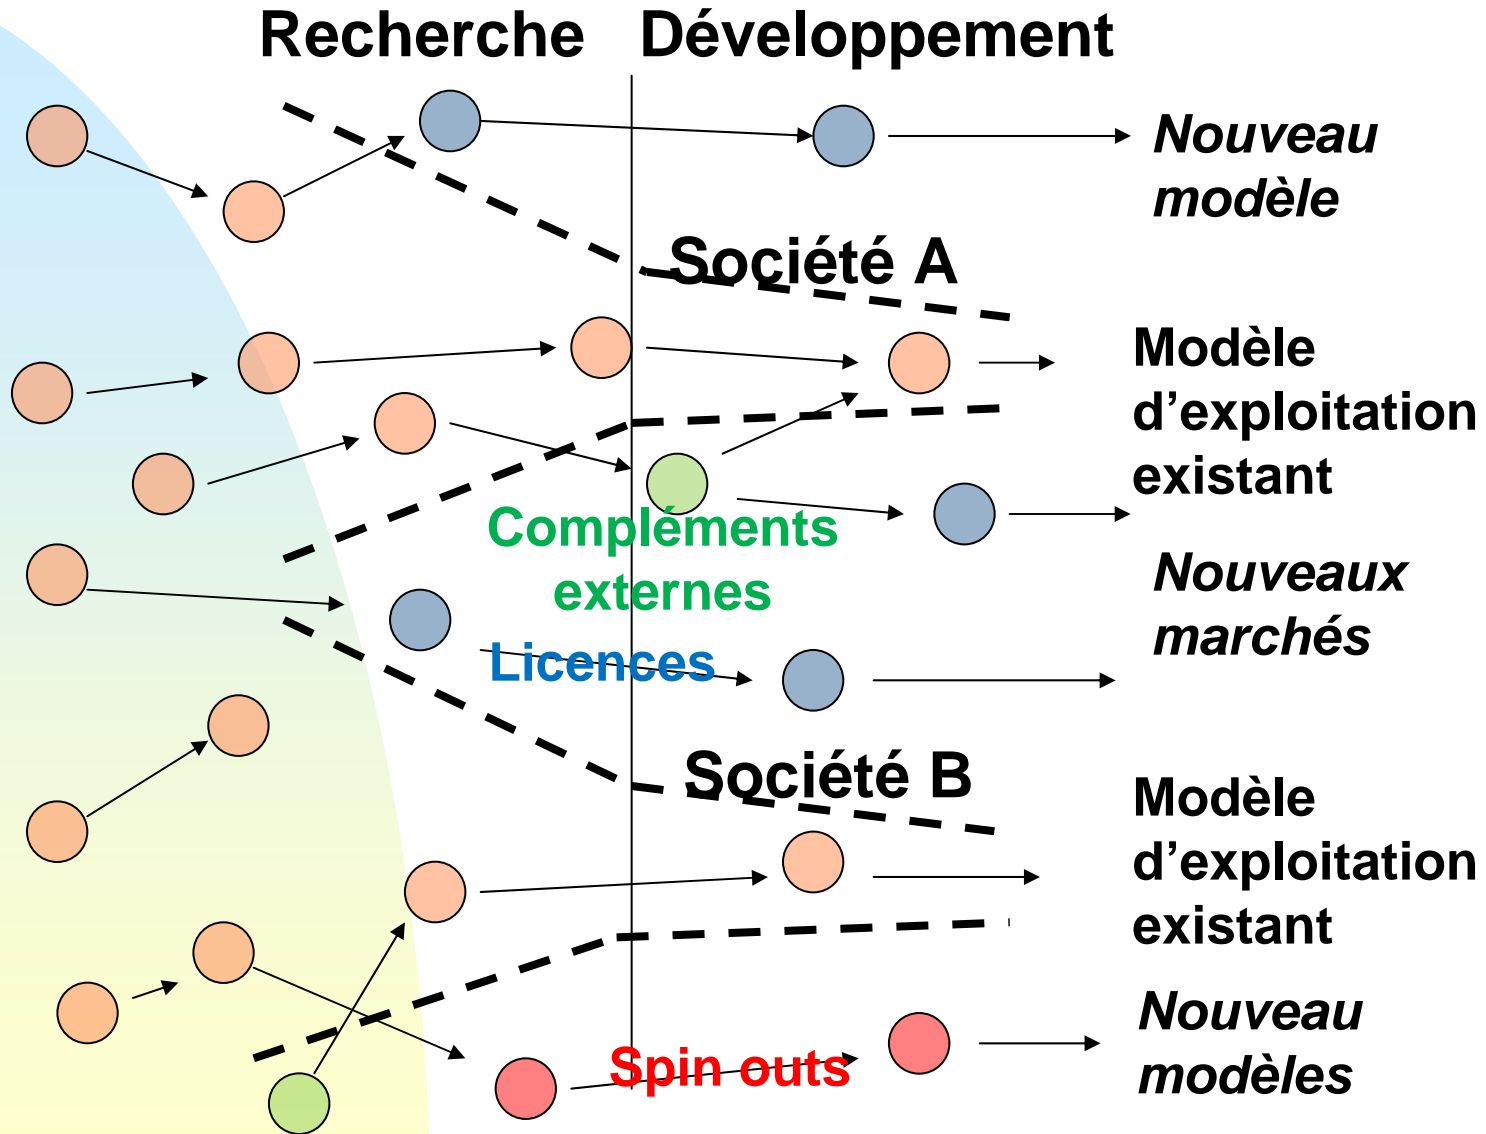 Recherche
Développement
Nouveau
modèle
Société A
Modèle
d’exploitation
existant
Compléments
externes
Nouveaux
marchés
Licences
Société B
Modèle
d’exploitation
existant
Nouveau
modèles
Spin outs